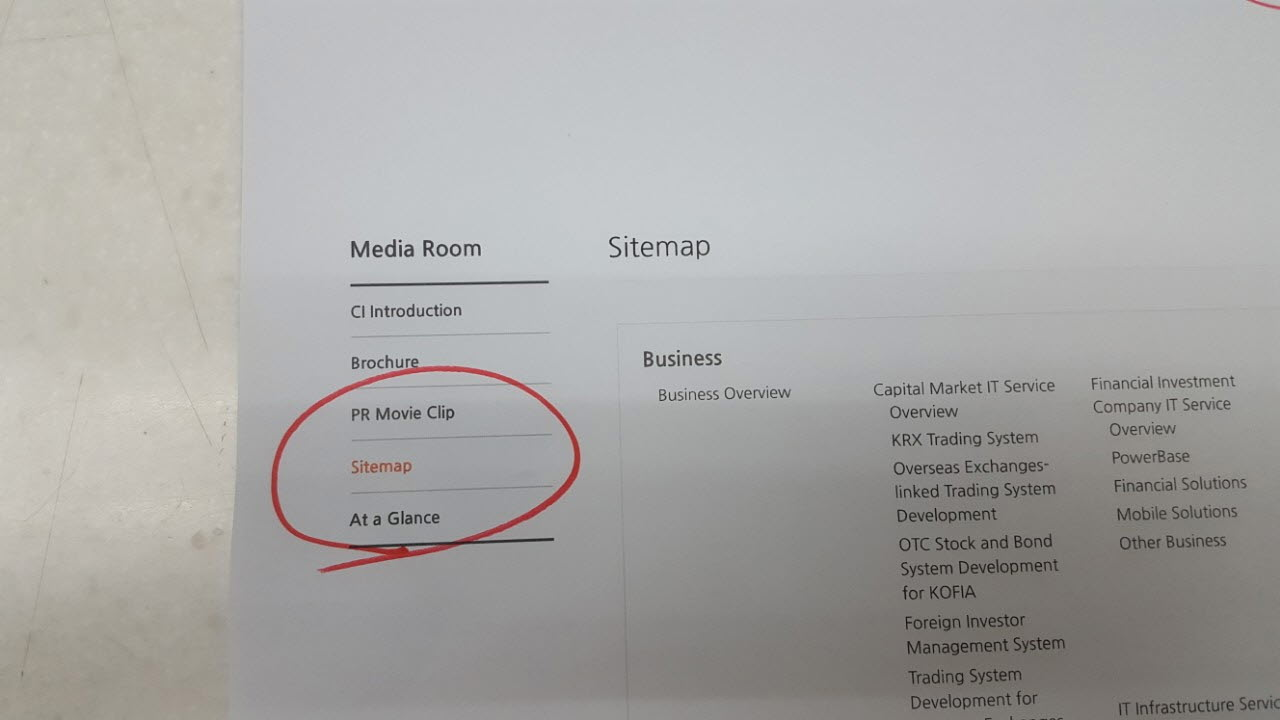 Media Room
CI Introduction
Brochure
PR Movie Clip
Sitemap
At a Glance
Sitemap
Business
Business Overview
Capital Market IT Service
Overview
KRX Trading System
Overseas Exchanges-
linked Trading System
Development
OTC Stock and Bond
System Development
for KOFIA
Foreign Investor
Management System
Trading System
Development for
Exchanges
Financial Investment
Company IT Service
Overview
PowerBase
Financial Solutions
Mobile Solutions
Other Business
IT Infrastructure